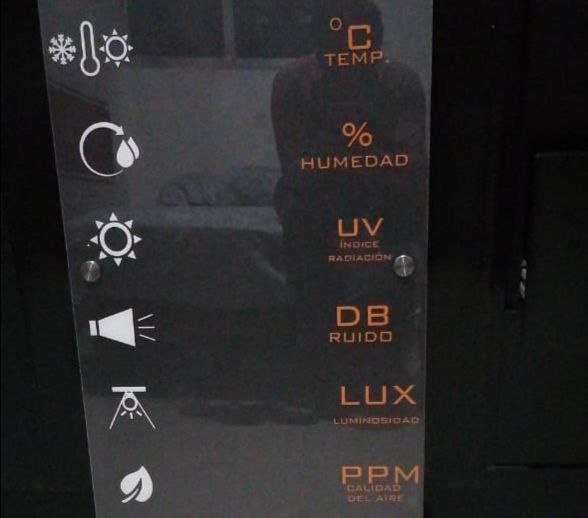 °C
TEMP.
%
HUMEDAD
UV
ÍNDICE
RADIACIÓN
DB
RUIDO
LUX
LUMINOSIDAD
PPM
CALIDAD
DEL AIRE